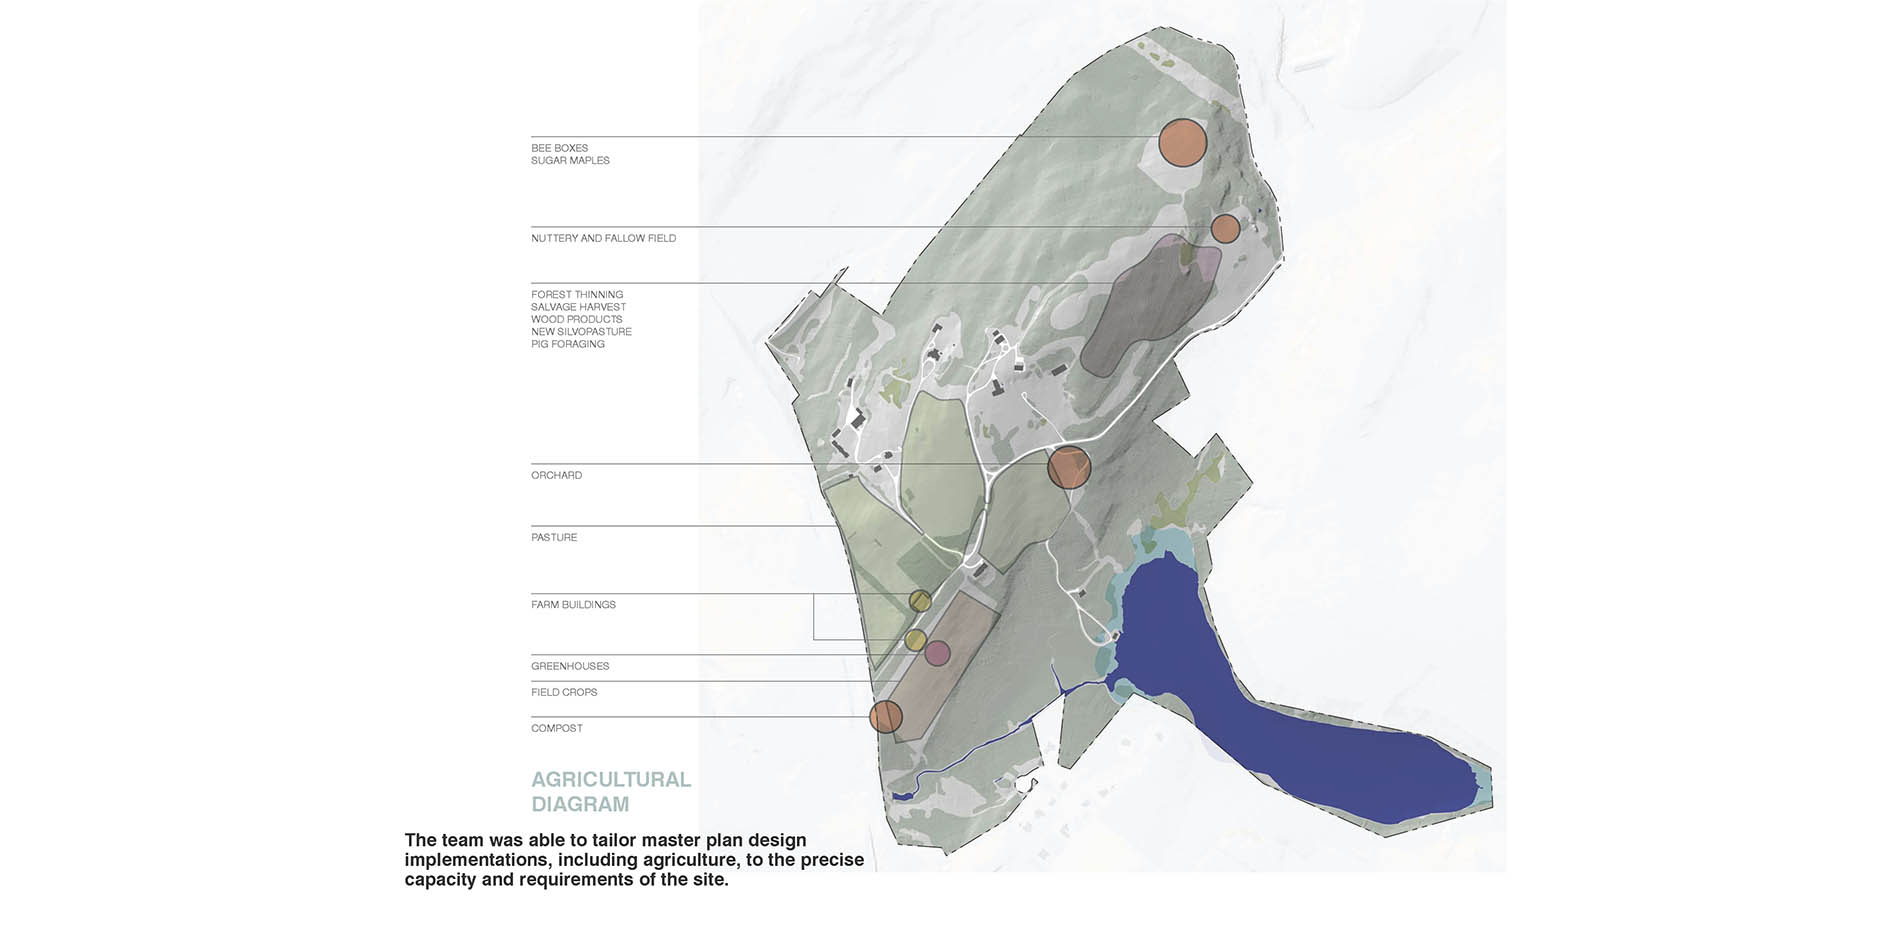 BEE BOXES
SUGAR MAPLES
NUTTERY AND FALLOW FIELD
FOREST THINNING
SALVAGE HARVEST
WOOD PRODUCTS
NEW SILVOPASTURE
PIG FORAGING
ORCHARD
PASTURE
FARM BUILDINGS
GREENHOUSES
FIELD CROPS
COMPOST
AGRICULTURAL
DIAGRAM
The team was able to tailor master plan design
implementations, including agriculture, to the precise
capacity and requirements of the site.